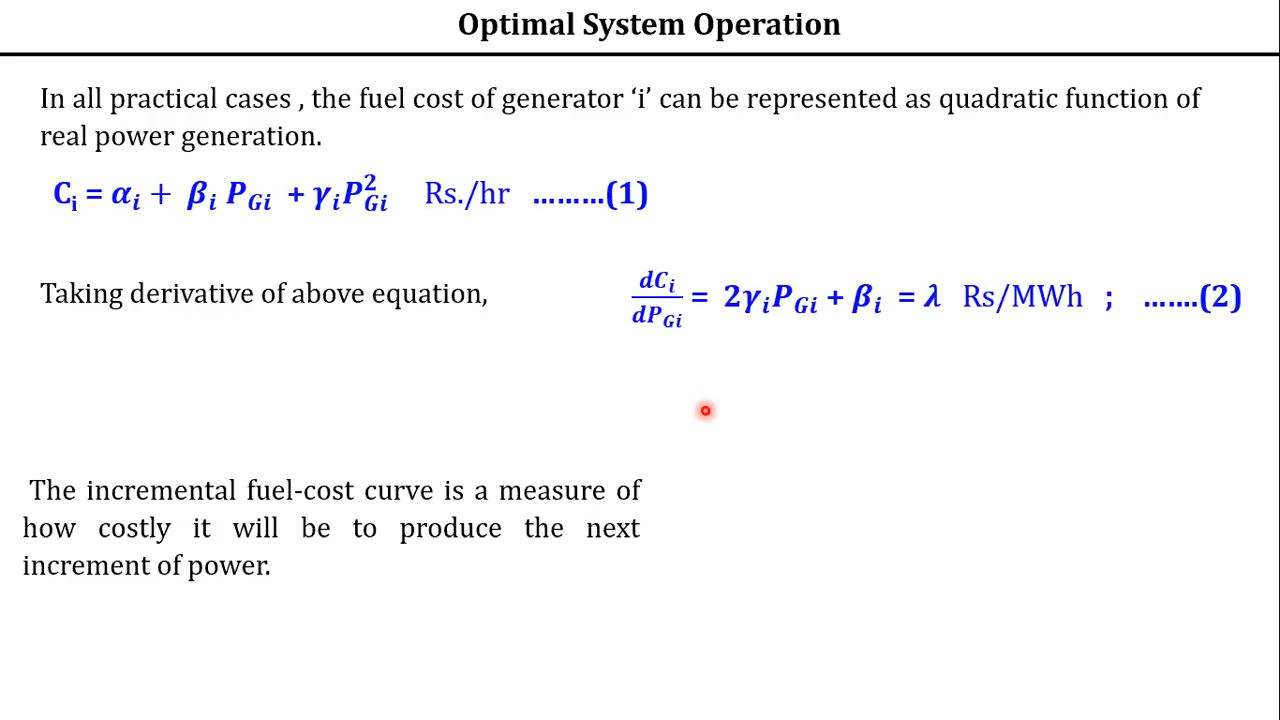 Optimal System Operation
In all practical cases , the fuel cost of generator ‘i’ can be represented as quadratic function of
real power generation.
Cᵢ = αᵢ + βᵢ P_Gi + γᵢP²_Gi Rs./hr ………(1)
Taking derivative of above equation, dCᵢ/dP_Gi = 2γᵢP_Gi + βᵢ = λ Rs/MWh ; …….(2)
The incremental fuel-cost curve is a measure of
how costly it will be to produce the next
increment of power.